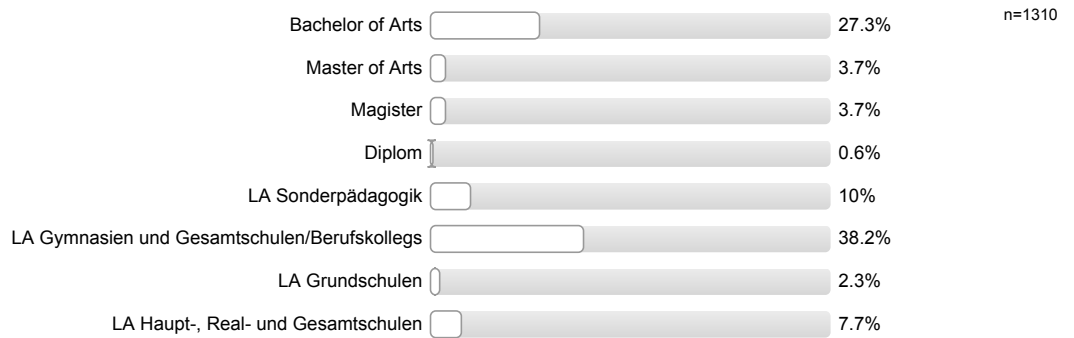 Bachelor of Arts 27.3% n=1310
Master of Arts 3.7%
Magister 3.7%
Diplom 0.6%
LA Sonderpädagogik 10%
LA Gymnasien und Gesamtschulen/Berufskollegs 38.2%
LA Grundschulen 2.3%
LA Haupt-, Real- und Gesamtschulen 7.7%